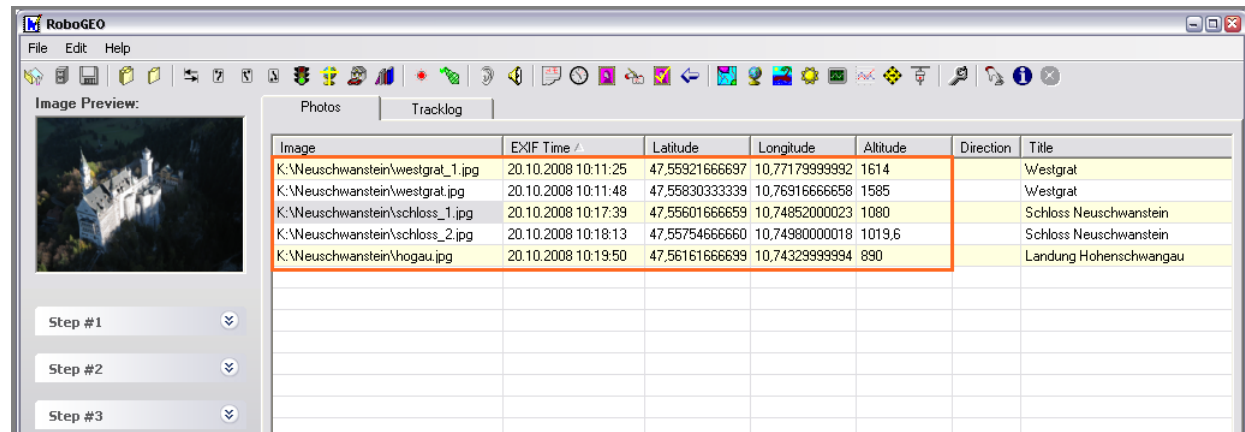 RoboGEO
File Edit Help
Image Preview:
Photos Tracklog
Image EXIF Time Latitude Longitude Altitude Direction Title
K:\Neuschwanstein\westgrat_1.jpg 20.10.2008 10:11:25 47,55921666697 10,77179999992 1614 Westgrat
K:\Neuschwanstein\westgrat.jpg 20.10.2008 10:11:48 47,55830333339 10,76916666658 1585 Westgrat
K:\Neuschwanstein\schloss_1.jpg 20.10.2008 10:17:39 47,55601666659 10,74852000023 1080 Schloss Neuschwanstein
K:\Neuschwanstein\schloss_2.jpg 20.10.2008 10:18:13 47,55754666660 10,74980000018 1019,6 Schloss Neuschwanstein
K:\Neuschwanstein\hogau.jpg 20.10.2008 10:19:50 47,56161666699 10,74329999994 890 Landung Hohenschwangau
Step #1
Step #2
Step #3